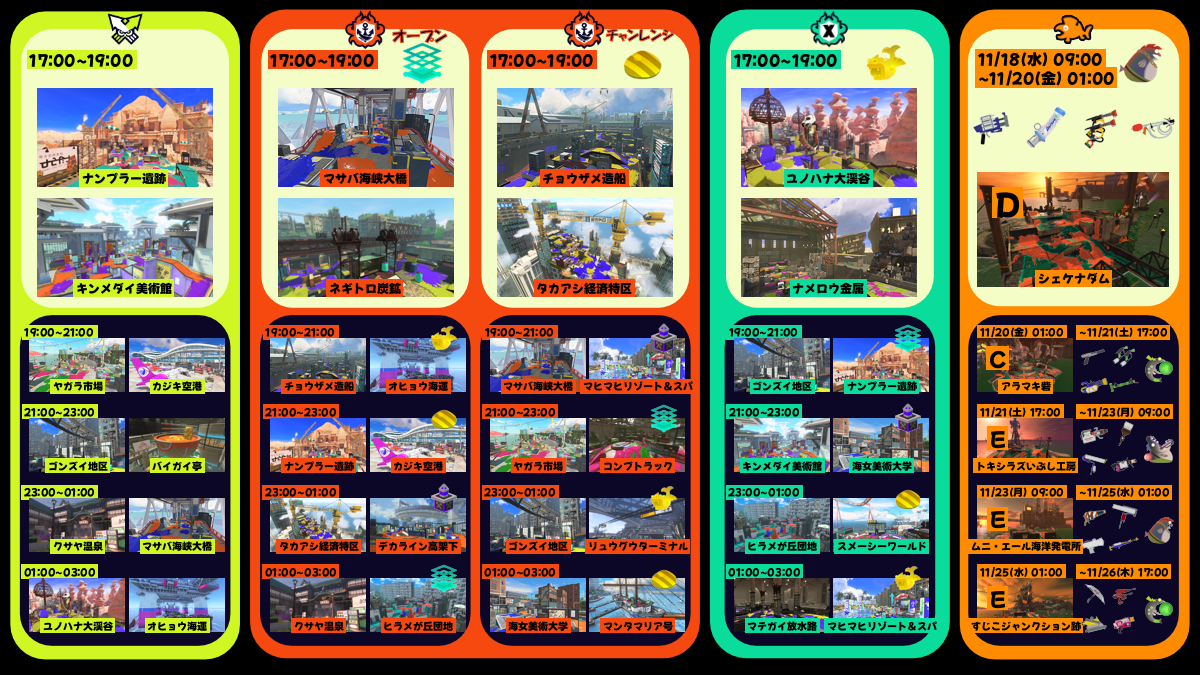 17:00~19:00
ナンプラー遺跡
キンメダイ美術館
19:00~21:00
ヤガラ市場
カジキ空港
21:00~23:00
ゴンズイ地区
バイガイ亭
23:00~01:00
クサヤ温泉
マサバ海峡大橋
01:00~03:00
ユノハナ大渓谷
オヒョウ海運
オープン
17:00~19:00
マサバ海峡大橋
ネギトロ炭鉱
19:00~21:00
チョウザメ造船
オヒョウ海運
21:00~23:00
ナンプラー遺跡
カジキ空港
23:00~01:00
タカアシ経済特区
デカライン高架下
01:00~03:00
クサヤ温泉
ヒラメが丘団地
チャレンジ
17:00~19:00
チョウザメ造船
タカアシ経済特区
19:00~21:00
マサバ海峡大橋
マヒマヒリゾート&スパ
21:00~23:00
ヤガラ市場
コンブトラック
23:00~01:00
ゴンズイ地区
リュウグウターミナル
01:00~03:00
海女美術大学
マンタマリア号
X
17:00~19:00
ユノハナ大渓谷
ナメロウ金属
19:00~21:00
ゴンズイ地区
ナンプラー遺跡
21:00~23:00
キンメダイ美術館
海女美術大学
23:00~01:00
ヒラメが丘団地
スメーシーワールド
01:00~03:00
マテガイ放水路
マヒマヒリゾート&スパ
11/18(水) 09:00
~11/20(金) 01:00
D
シェケナダム
11/20(金) 01:00
~11/21(土) 17:00
C
アラマキ砦
11/21(土) 17:00
~11/23(月) 09:00
E
トキシラズいぶし工房
11/23(月) 09:00
~11/25(水) 01:00
E
ムニ・エール海洋発電所
11/25(水) 01:00
~11/26(木) 17:00
E
すじこジャンクション跡